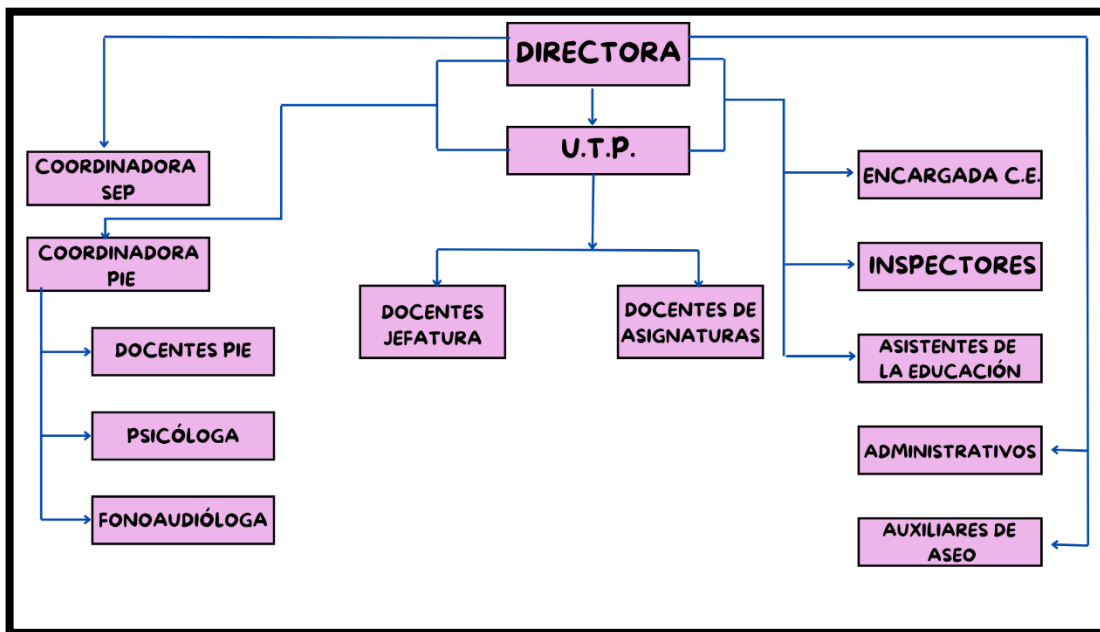 DIRECTORA
U.T.P.
COORDINADORA
SEP
COORDINADORA
PIE
DOCENTES PIE
PSICÓLOGA
FONOAUDIÓLOGA
DOCENTES
JEFATURA
DOCENTES DE
ASIGNATURAS
ENCARGADA C.E.
INSPECTORES
ASISTENTES DE
LA EDUCACIÓN
ADMINISTRATIVOS
AUXILIARES DE
ASEO